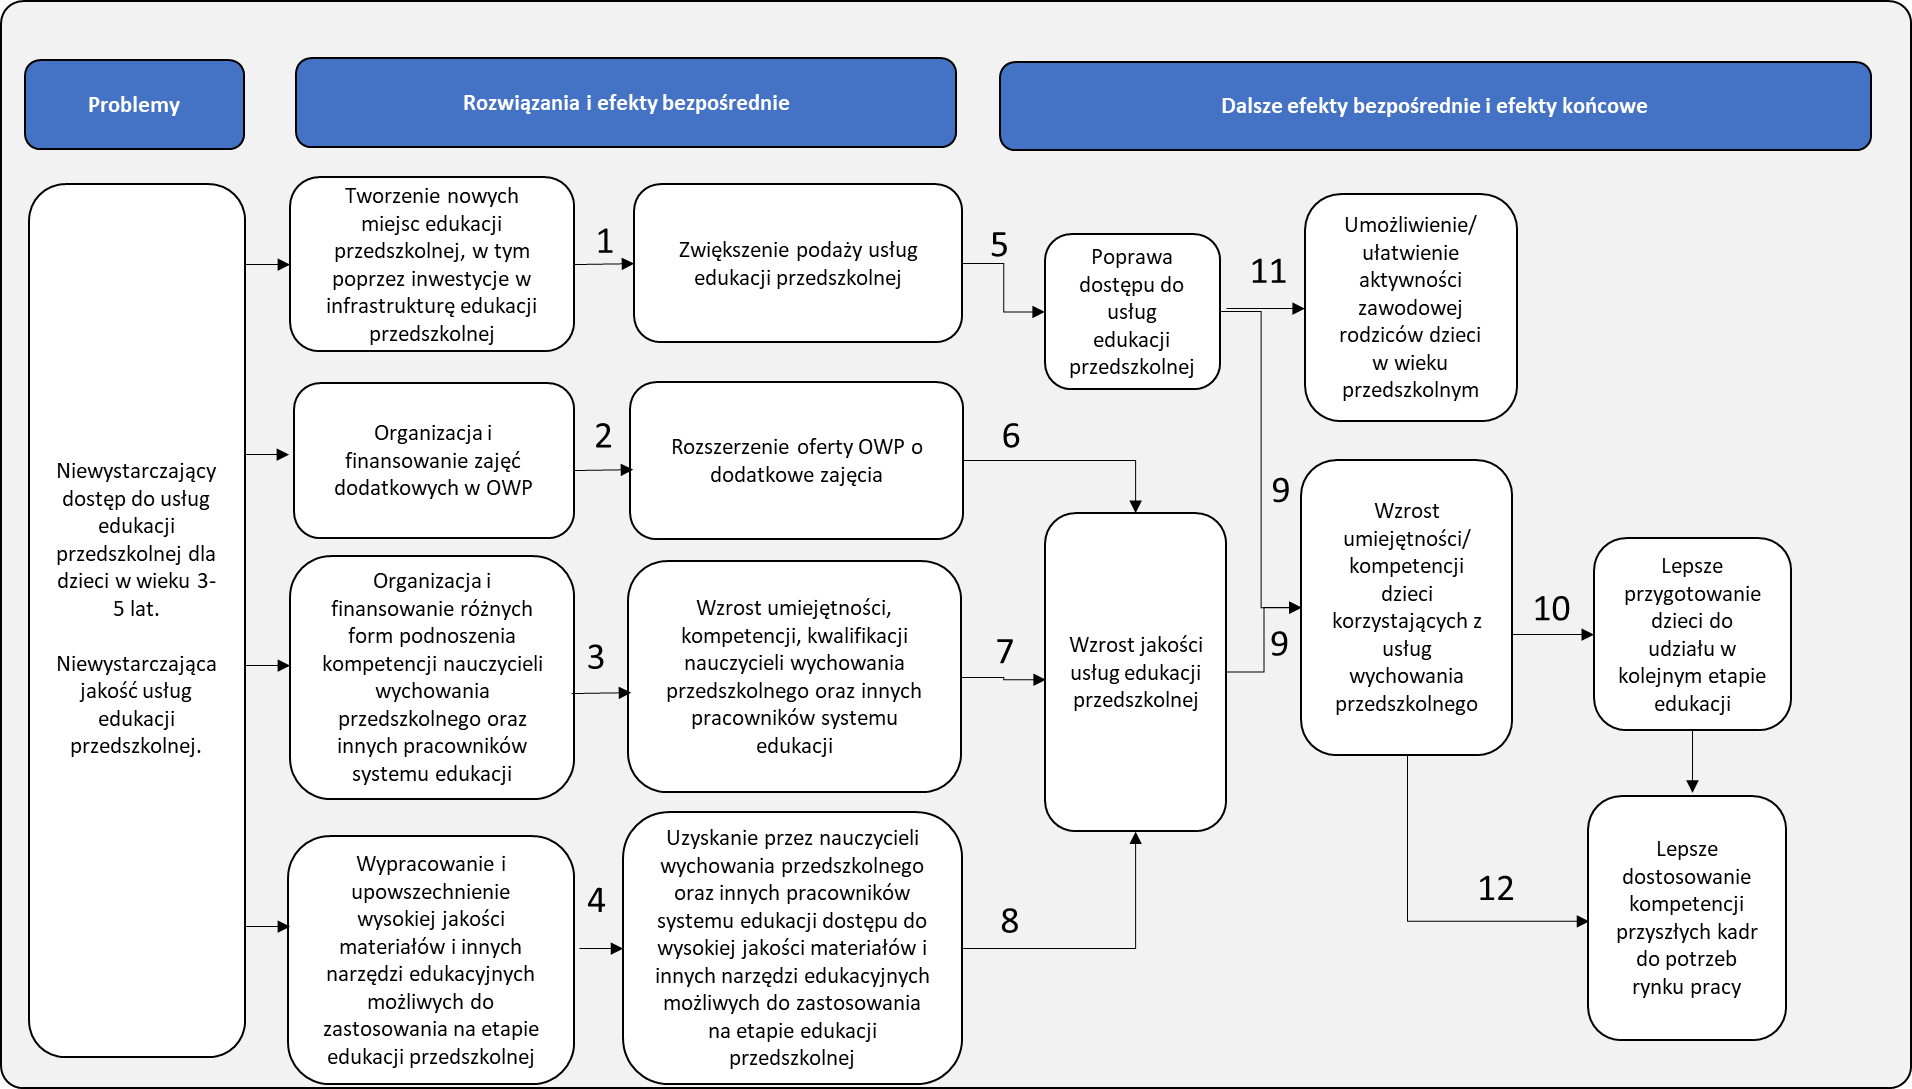 Problemy
Rozwiązania i efekty bezpośrednie
Dalsze efekty bezpośrednie i efekty końcowe
Niewystarczający
dostęp do usług
edukacji
przedszkolnej dla
dzieci w wieku 3-
5 lat.
Niewystarczająca
jakość usług
edukacji
przedszkolnej.
Tworzenie nowych
miejsc edukacji
przedszkolnej, w tym
poprzez inwestycje w
infrastrukturę edukacji
przedszkolnej
1
Zwiększenie podaży usług
edukacji przedszkolnej
5
Poprawa
dostępu do
usług
edukacji
przedszkolnej
11
Umożliwienie/
ułatwienie
aktywności
zawodowej
rodziców dzieci
w wieku
przedszkolnym
Organizacja i
finansowanie zajęć
dodatkowych w OWP
2
Rozszerzenie oferty OWP o
dodatkowe zajęcia
6
Organizacja i
finansowanie różnych
form podnoszenia
kompetencji nauczycieli
wychowania
przedszkolnego oraz
innych pracowników
systemu edukacji
3
Wzrost umiejętności,
kompetencji, kwalifikacji
nauczycieli wychowania
przedszkolnego oraz innych
pracowników systemu
edukacji
7
Wzrost jakości
usług edukacji
przedszkolnej
9
9
Wzrost
umiejętności/
kompetencji
dzieci
korzystających z
usług
wychowania
przedszkolnego
10
Lepsze
przygotowanie
dzieci do
udziału w
kolejnym etapie
edukacji
Wypracowanie i
upowszechnienie
wysokiej jakości
materiałów i innych
narzędzi edukacyjnych
możliwych do
zastosowania na etapie
edukacji przedszkolnej
4
Uzyskanie przez nauczycieli
wychowania przedszkolnego
oraz innych pracowników
systemu edukacji dostępu do
wysokiej jakości materiałów i
innych narzędzi edukacyjnych
możliwych do zastosowania
na etapie edukacji
przedszkolnej
8
12
Lepsze
dostosowanie
kompetencji
przyszłych kadr
do potrzeb
rynku pracy